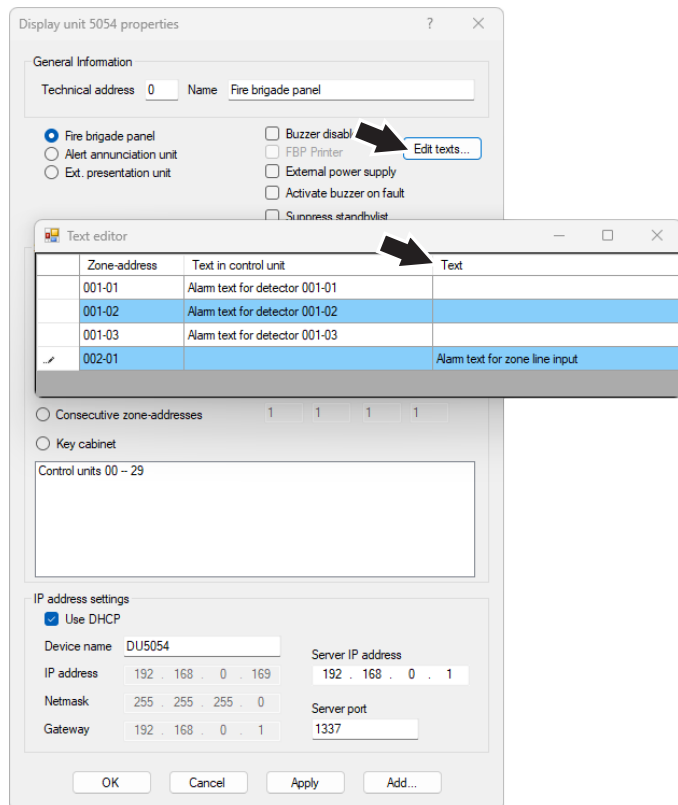 Display unit 5054 properties ?
General Information
Technical address 0 Name Fire brigade panel
Fire brigade panel
Alert annunciation unit
Ext. presentation unit
Buzzer disabl
FBP Printer
External power supply
Activate buzzer on fault
Suppress standbylist
Edit texts...
Text editor
Zone-address Text in control unit Text
001-01 Alarm text for detector 001-01
001-02 Alarm text for detector 001-02
001-03 Alarm text for detector 001-03
002-01 Alarm text for zone line input
Consecutive zone-addresses 1 1 1 1
Key cabinet
Control units 00 -- 29
IP address settings
Use DHCP
Device name DU5054
IP address 192 . 168 . 0 . 169
Netmask 255 . 255 . 255 . 0
Gateway 192 . 168 . 0 . 1
Server IP address
192 . 168 . 0 . 1
Server port
1337
OK Cancel Apply Add...